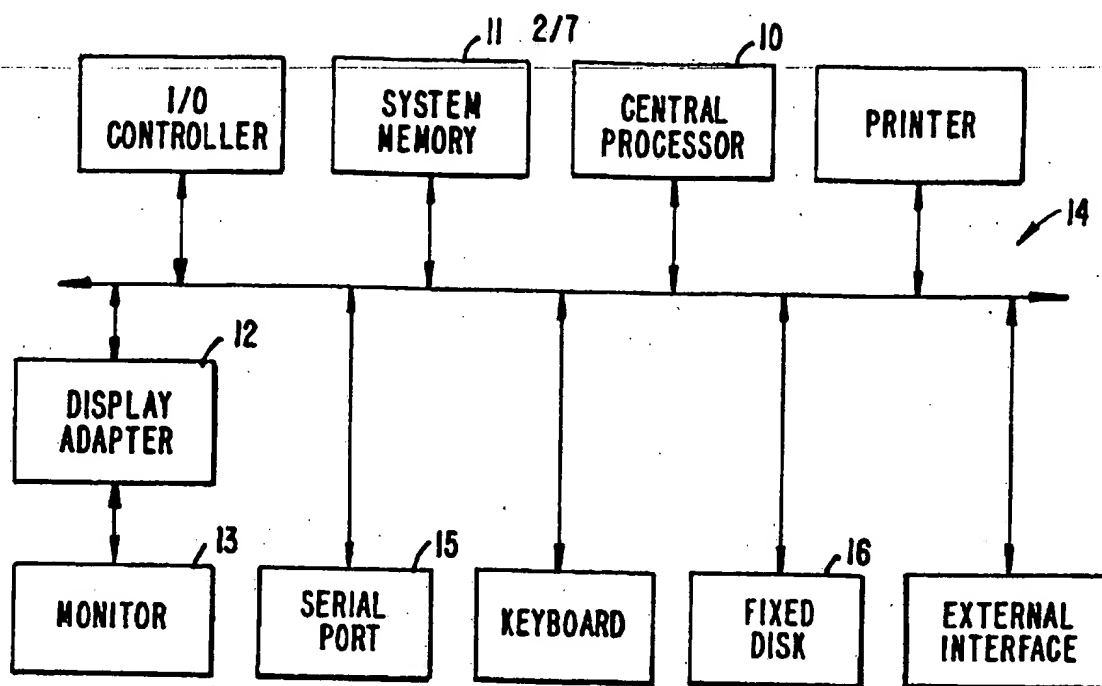 11 2/7 10
I/O
CONTROLLER
SYSTEM
MEMORY
CENTRAL
PROCESSOR
PRINTER
14
12
DISPLAY
ADAPTER
13
MONITOR
15
SERIAL
PORT
KEYBOARD
16
FIXED
DISK
EXTERNAL
INTERFACE